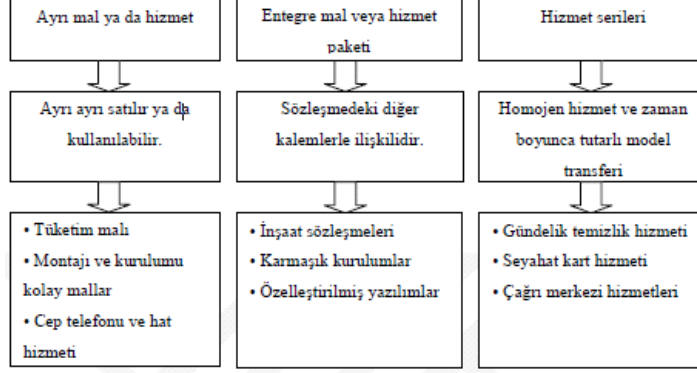 Ayrı mal ya da hizmet
Ayrı ayrı satılır ya da
kullanılabilir.
• Tüketim malı
• Montajı ve kurulumu
kolay mallar
• Cep telefonu ve hat
hizmeti
Entegre mal veya hizmet
paketi
Sözleşmedeki diğer
kalemlerle ilişkilidir.
• İnşaat sözleşmeleri
• Karmaşık kurulumlar
• Özelleştirilmiş yazılımlar
Hizmet serileri
Homojen hizmet ve zaman
boyunca tutarlı model
transferi
• Gündelik temizlik hizmeti
• Seyahat kart hizmeti
• Çağrı merkezi hizmetleri